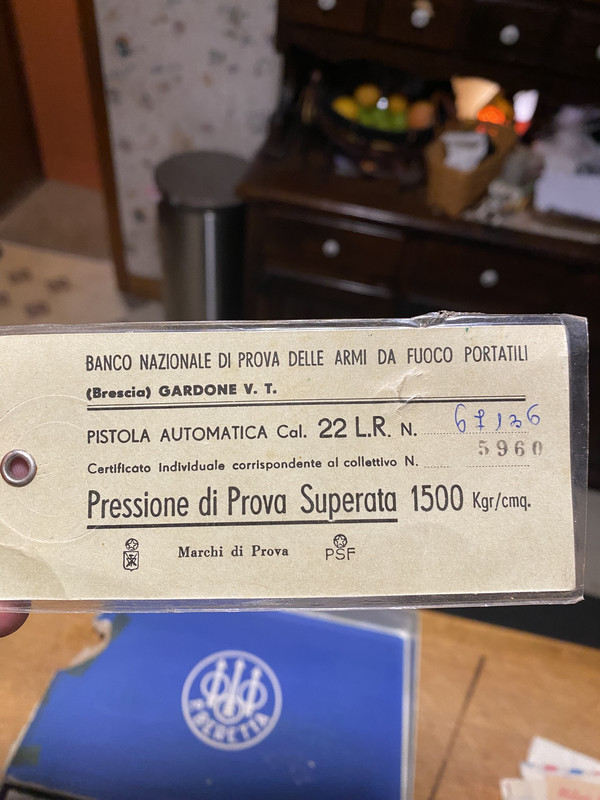 BANCO NAZIONALE DI PROVA DELLE ARMI DA FUOCO PORTATILI
(Brescia) GARDONE V. T.
PISTOLA AUTOMATICA Cal. 22 L.R. N. 67136
Certificato individuale corrispondente al collettivo N. 5960
Pressione di Prova Superata 1500 Kgr/cmq.
Marchi di Prova PSF
BERETTA